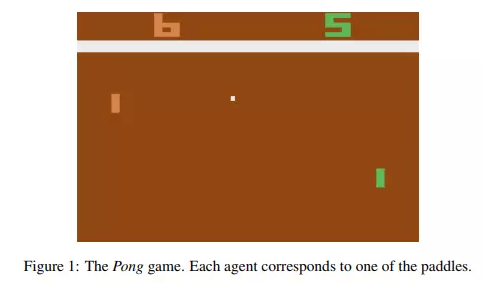 6 5
Figure 1: The Pong game. Each agent corresponds to one of the paddles.